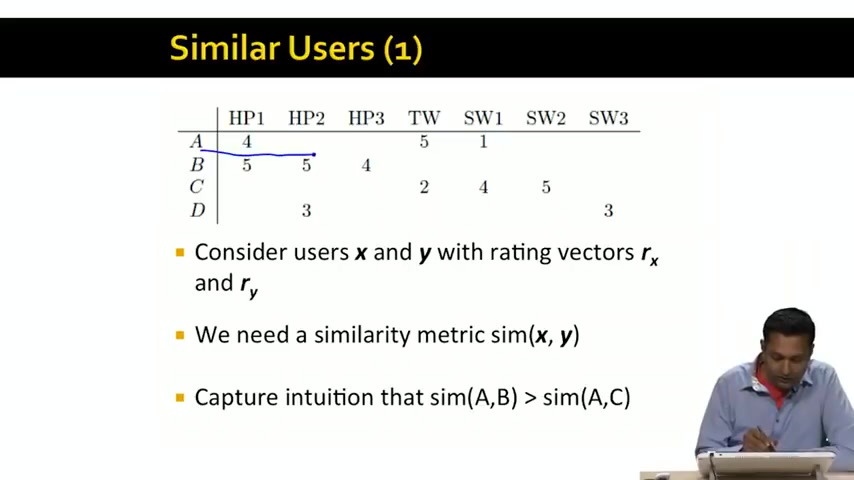 Similar Users (1)
HP1 HP2 HP3 TW SW1 SW2 SW3
A 4 5 1
B 5 5 4
C 2 4 5
D 3 3
Consider users x and y with rating vectors rx
and ry
We need a similarity metric sim(x, y)
Capture intuition that sim(A,B) > sim(A,C)